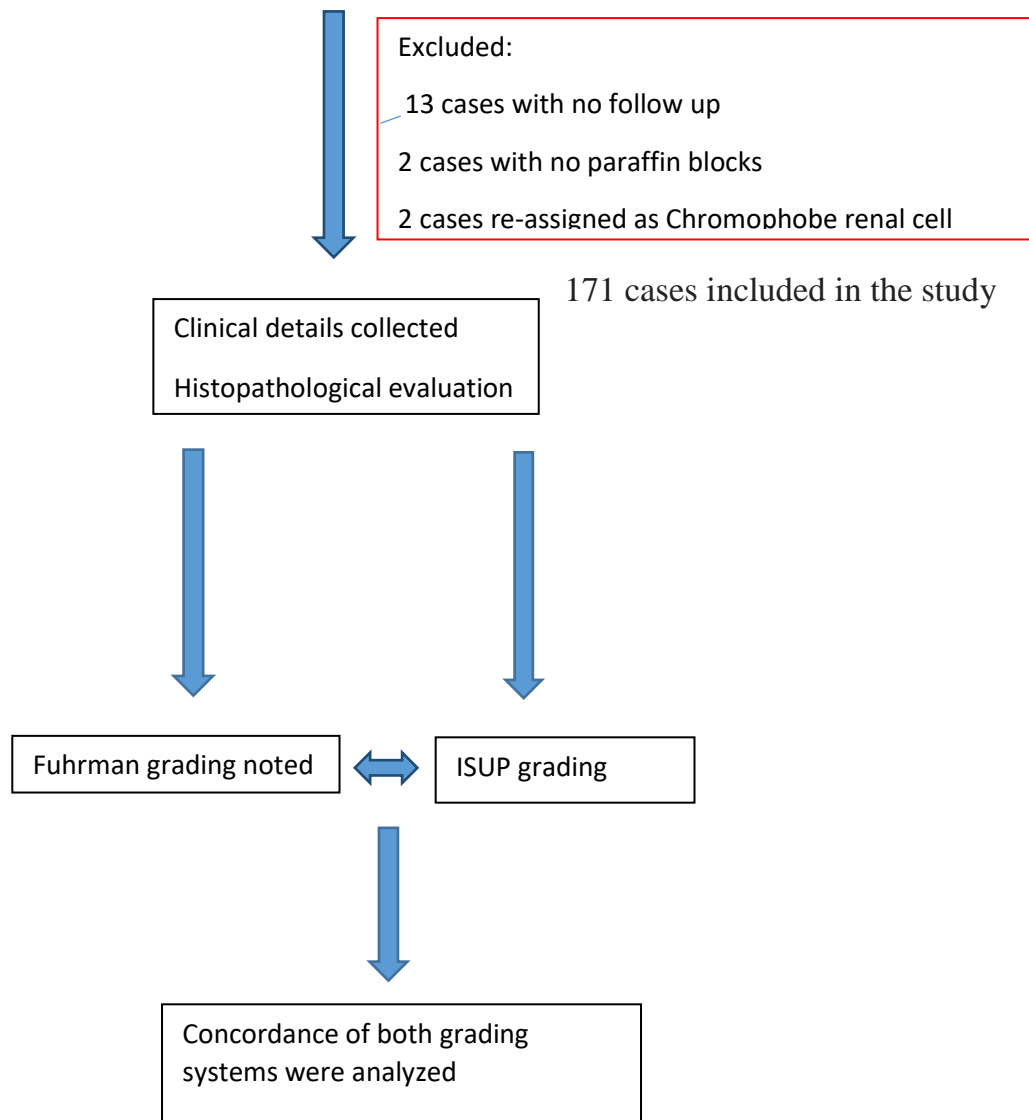 Excluded:
13 cases with no follow up
2 cases with no paraffin blocks
2 cases re-assigned as Chromophobe renal cell
171 cases included in the study
Clinical details collected
Histopathological evaluation
Fuhrman grading noted
ISUP grading
Concordance of both grading
systems were analyzed